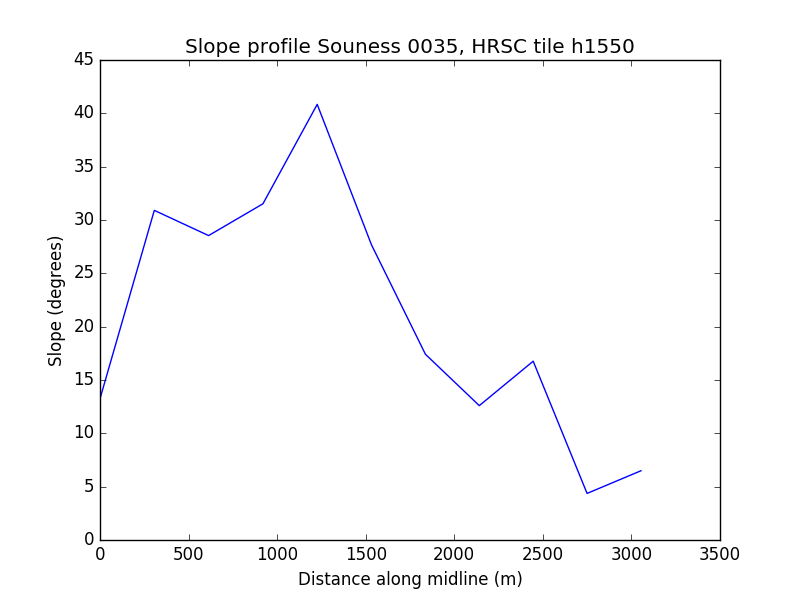 Slope profile Souness 0035, HRSC tile h1550
45
40
35
30
25
20
15
10
5
0
Slope (degrees)
0 500 1000 1500 2000 2500 3000 3500
Distance along midline (m)